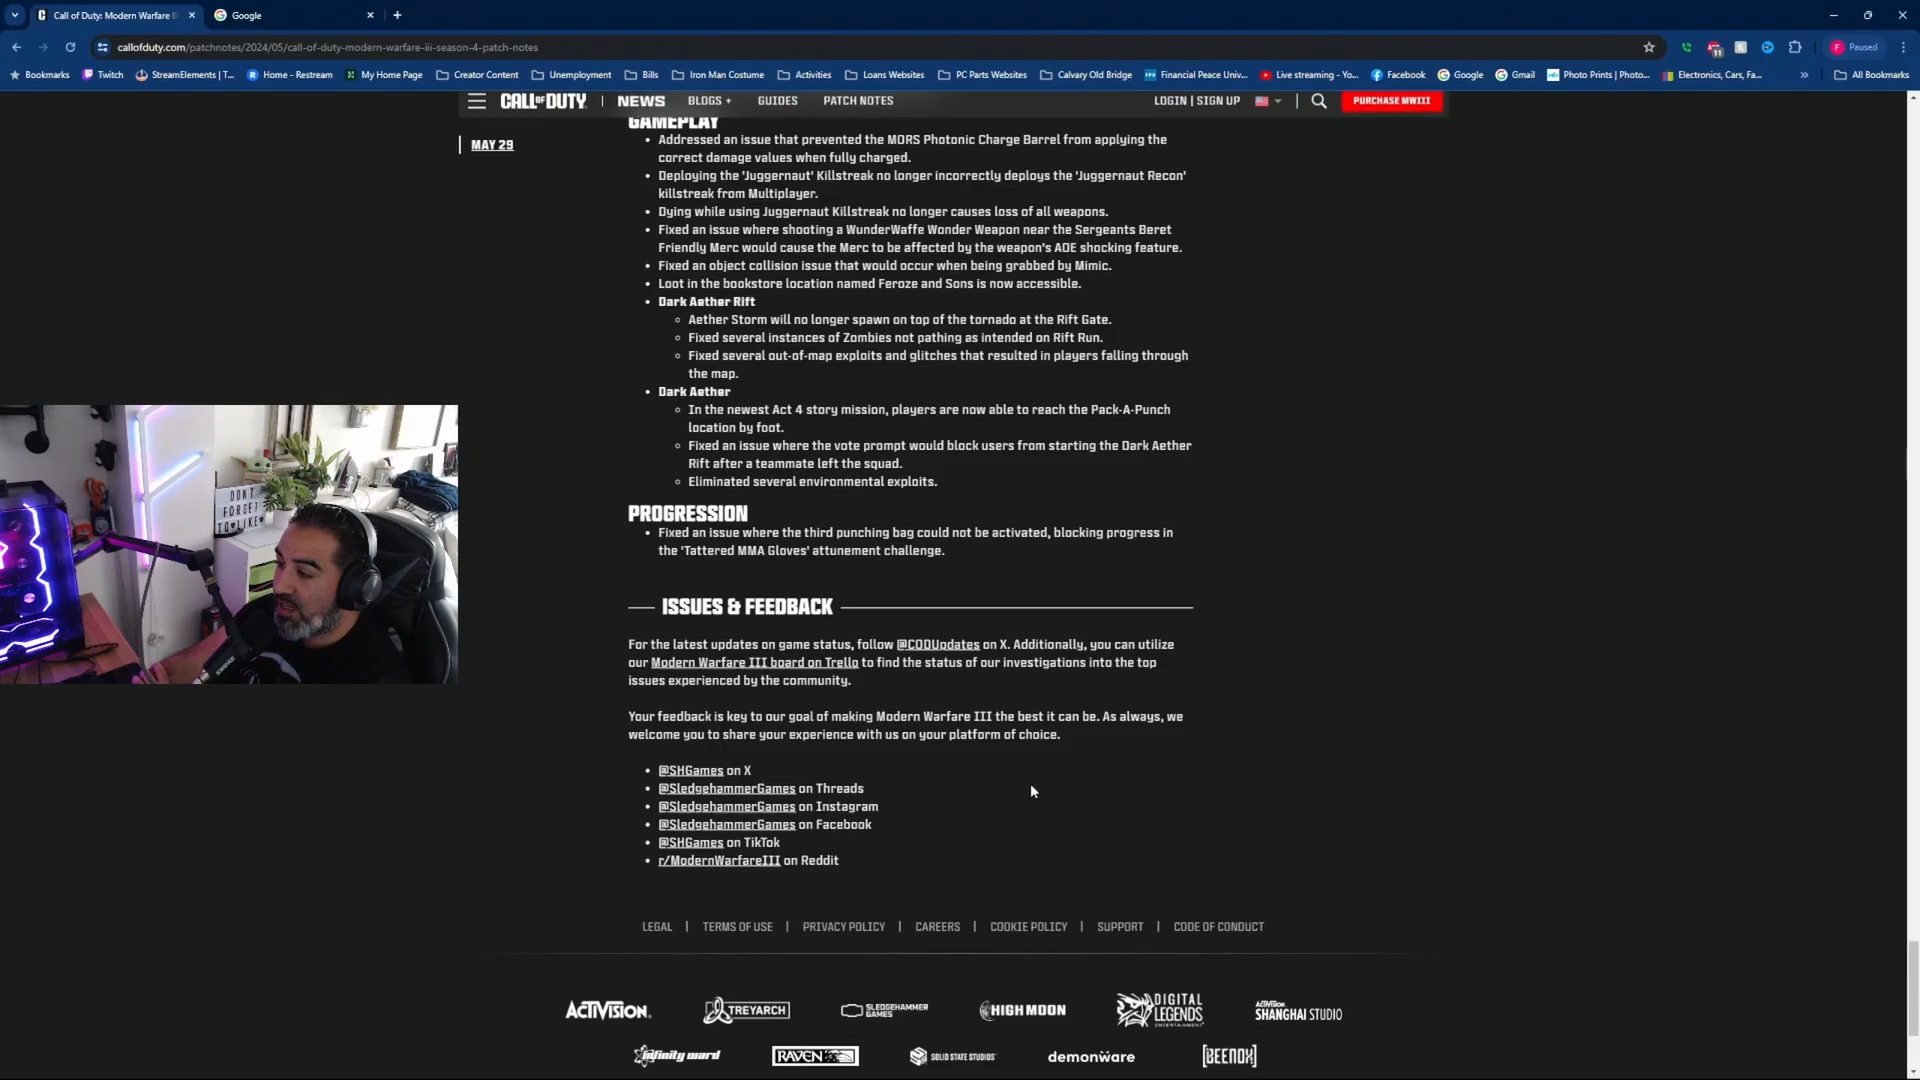 Call of Duty: Modern Warfare II
Google
callofduty.com/patchnotes/2024/05/call-of-duty-modern-warfare-iii-season-4-patch-notes
11
F Paused
Bookmarks
Twitch
StreamElements | T...
Home - Restream
My Home Page
Creator Content
Unemployment
Bills
Iron Man Costume
Activities
Loans Websites
PC Parts Websites
Calvary Old Bridge
Financial Peace Univ...
Live streaming - Yo...
Facebook
Google
Gmail
Photo Prints | Photo...
Electronics, Cars, Fa...
All Bookmarks
CALL OF DUTY
NEWS
BLOGS +
GUIDES
PATCH NOTES
LOGIN | SIGN UP
PURCHASE MWIII
MAY 29
GAMEPLAY
• Addressed an issue that prevented the MORS Photonic Charge Barrel from applying the
correct damage values when fully charged.
• Deploying the 'Juggernaut' Killstreak no longer incorrectly deploys the 'Juggernaut Recon'
killstreak from Multiplayer.
• Dying while using Juggernaut Killstreak no longer causes loss of all weapons.
• Fixed an issue where shooting a WunderWaffe Wonder Weapon near the Sergeants Beret
Friendly Merc would cause the Merc to be affected by the weapon's AOE shocking feature.
• Fixed an object collision issue that would occur when being grabbed by Mimic.
• Loot in the bookstore location named Feroze and Sons is now accessible.
• Dark Aether Rift
Aether Storm will no longer spawn on top of the tornado at the Rift Gate.
Fixed several instances of Zombies not pathing as intended on Rift Run.
Fixed several out-of-map exploits and glitches that resulted in players falling through
the map.
• Dark Aether
In the newest Act 4 story mission, players are now able to reach the Pack-A-Punch
location by foot.
Fixed an issue where the vote prompt would block users from starting the Dark Aether
Rift after a teammate left the squad.
Eliminated several environmental exploits.
DON'T
FORGET
TO LIKE
PROGRESSION
• Fixed an issue where the third punching bag could not be activated, blocking progress in
the 'Tattered MMA Gloves' attunement challenge.
ISSUES & FEEDBACK
For the latest updates on game status, follow @CODUpdates on X. Additionally, you can utilize
our Modern Warfare III board on Trello to find the status of our investigations into the top
issues experienced by the community.
Your feedback is key to our goal of making Modern Warfare III the best it can be. As always, we
welcome you to share your experience with us on your platform of choice.
• @SHGames on X
• @SledgehammerGames on Threads
• @SledgehammerGames on Instagram
• @SledgehammerGames on Facebook
• @SHGames on TikTok
• r/ModernWarfareIII on Reddit
LEGAL | TERMS OF USE | PRIVACY POLICY | CAREERS | COOKIE POLICY | SUPPORT | CODE OF CONDUCT
ACTIVISION
TREYARCH
SLEDGEHAMMER
GAMES
HIGH MOON
DIGITAL
LEGENDS
ENTERTAINMENT
ACTIVISION
SHANGHAI STUDIO
infinity ward
RAVEN
SOLID STATE STUDIOS
demonware
BEENOX